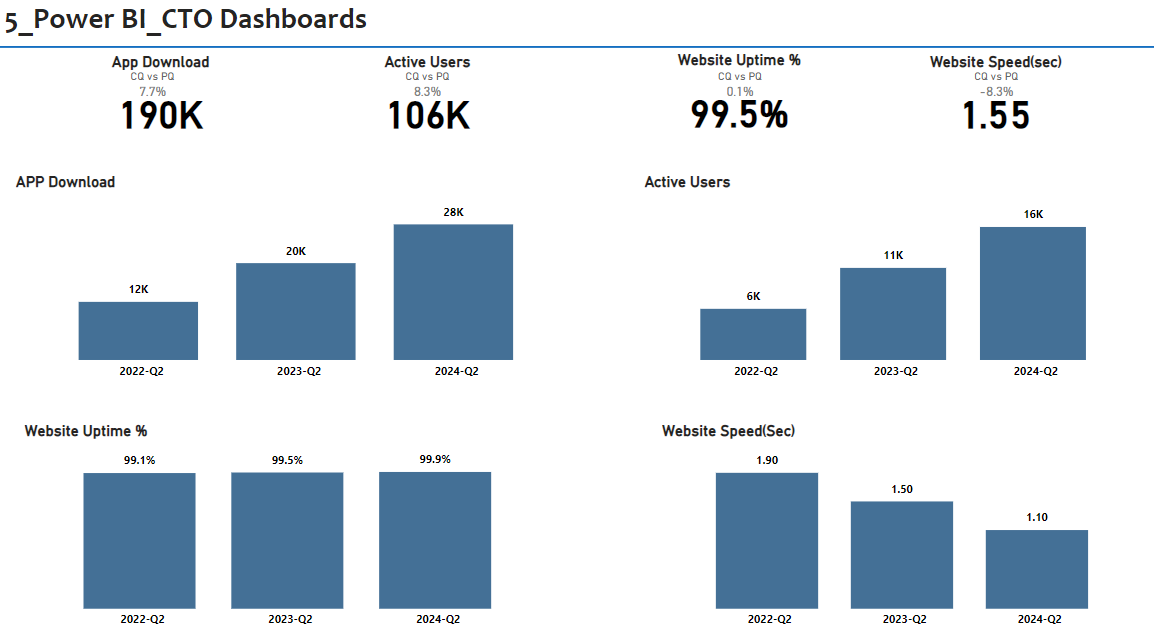 5_Power BI_CTO Dashboards
App Download
CQ vs PQ
7.7%
190K
Active Users
CQ vs PQ
8.3%
106K
Website Uptime %
CQ vs PQ
0.1%
99.5%
Website Speed(sec)
CQ vs PQ
-8.3%
1.55
APP Download
12K
20K
28K
2022-Q2
2023-Q2
2024-Q2
Active Users
6K
11K
16K
2022-Q2
2023-Q2
2024-Q2
Website Uptime %
99.1%
99.5%
99.9%
2022-Q2
2023-Q2
2024-Q2
Website Speed(Sec)
1.90
1.50
1.10
2022-Q2
2023-Q2
2024-Q2